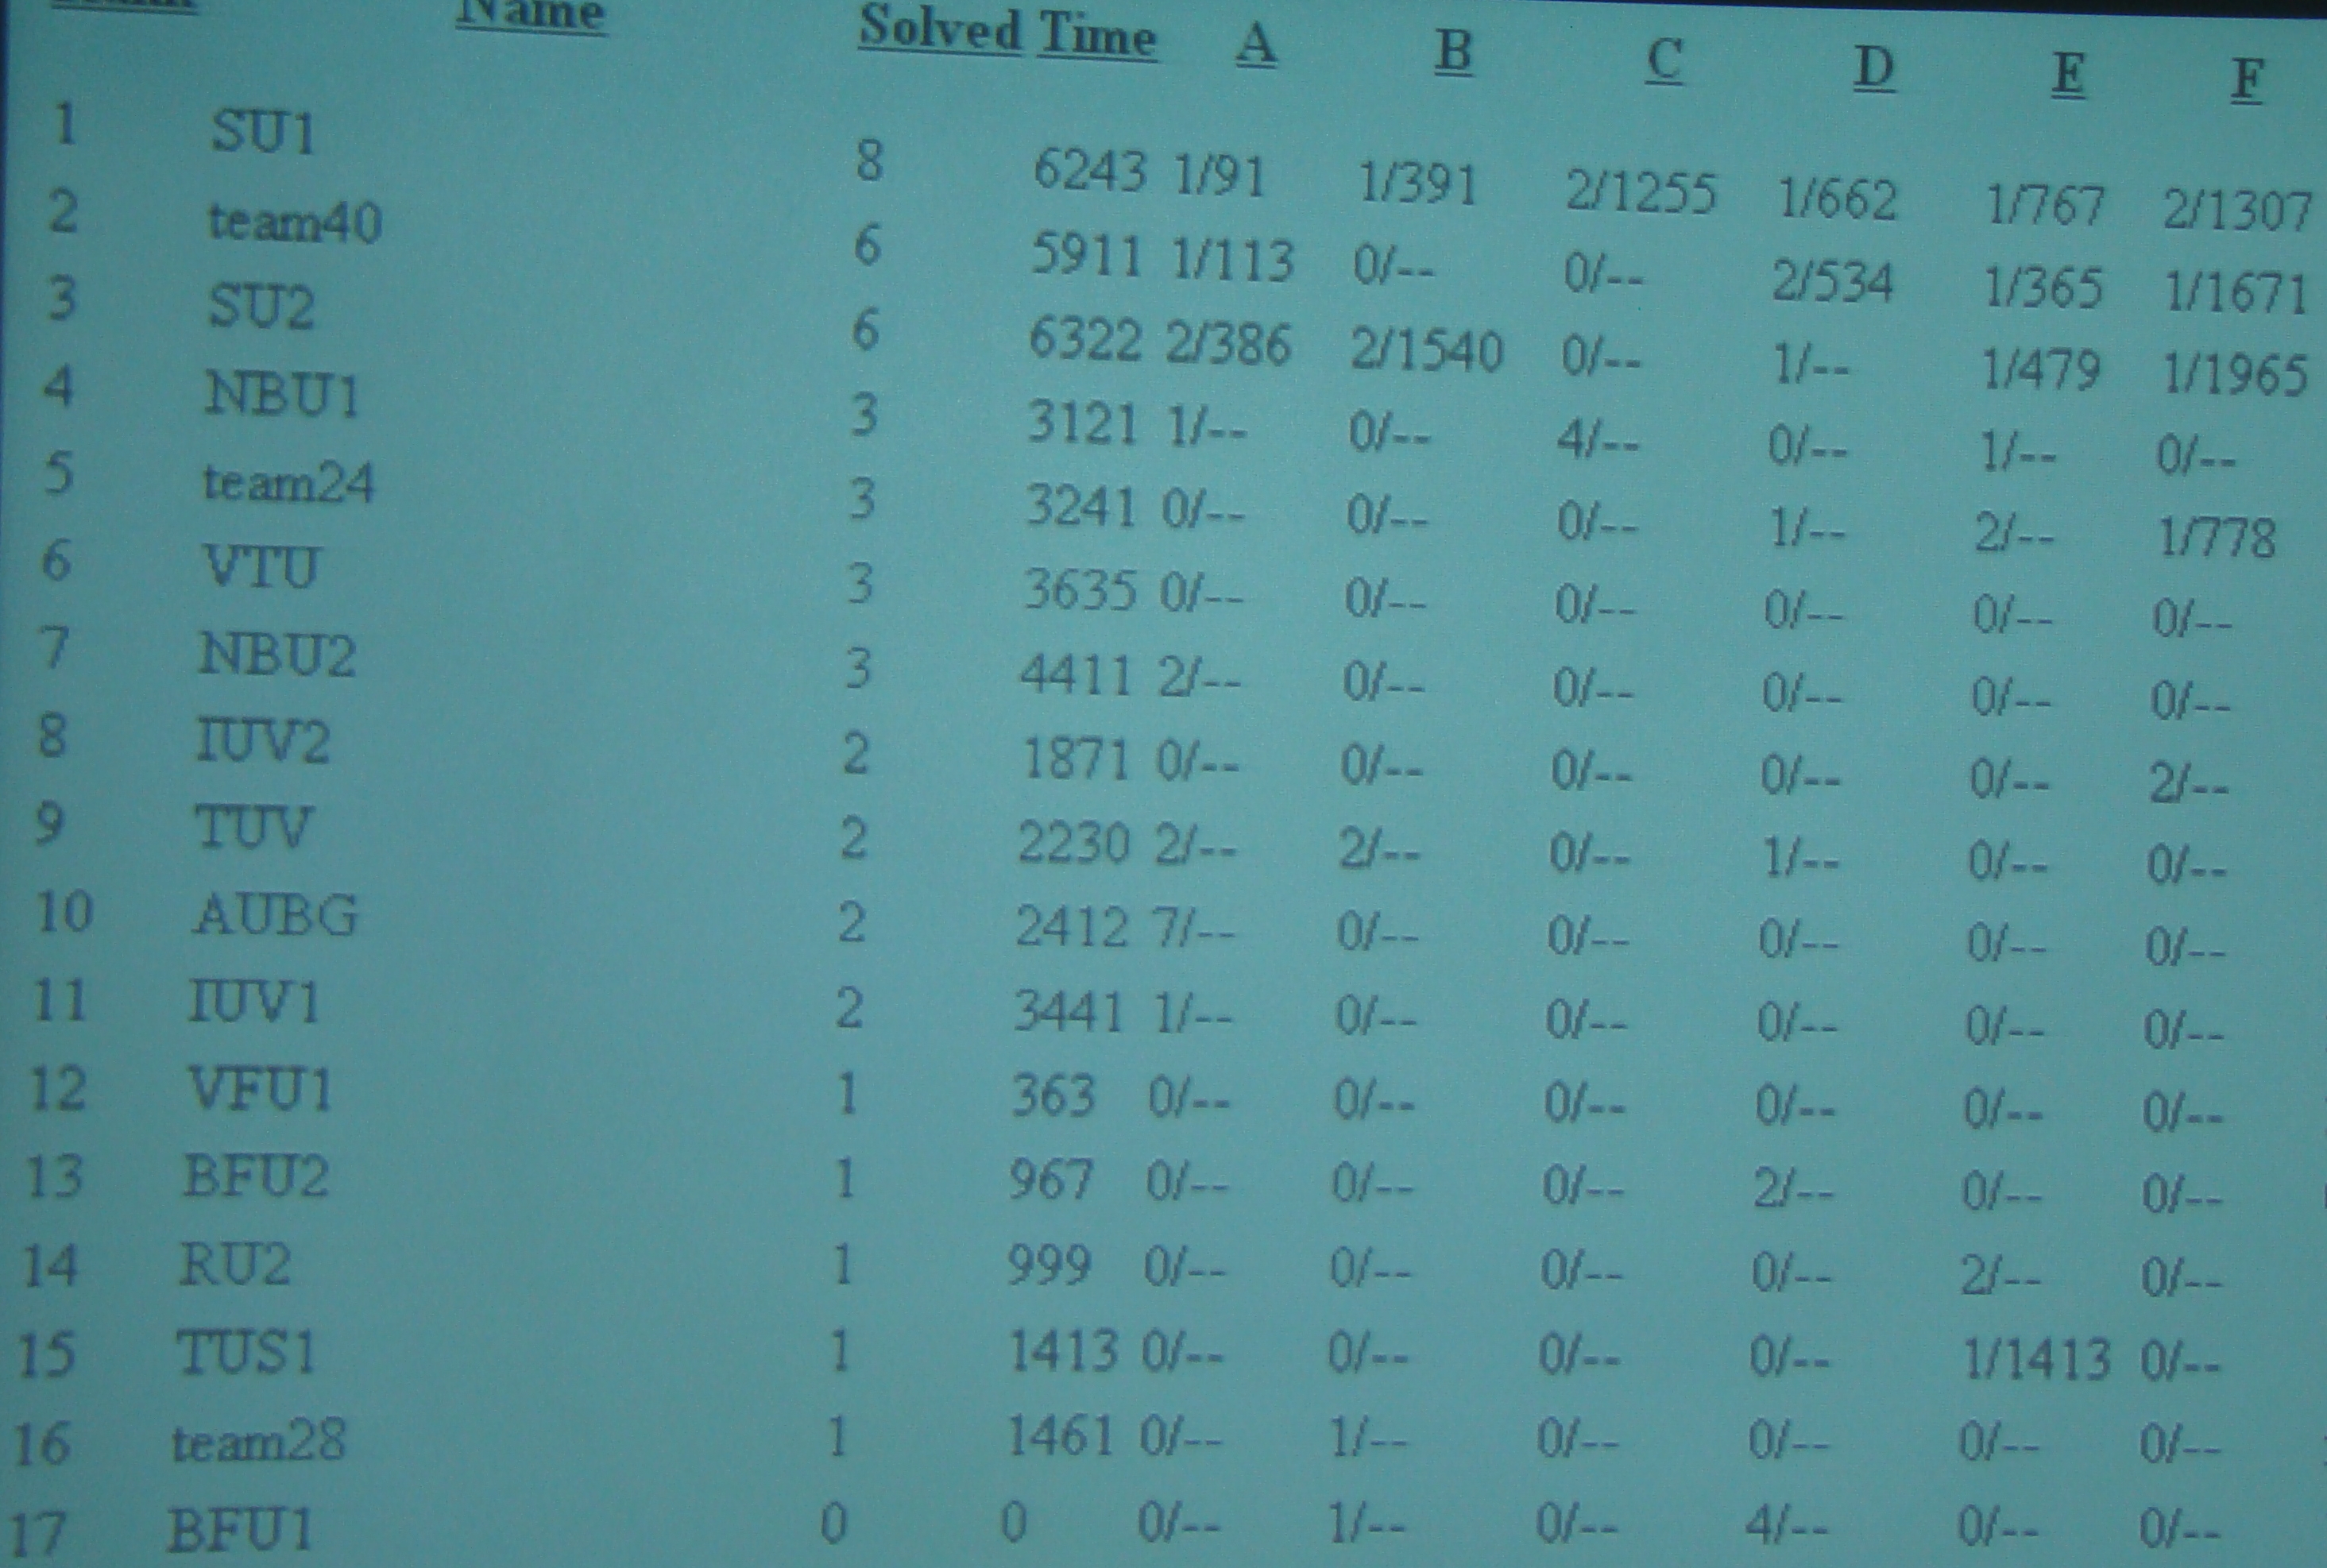 Rank Name Solved Time A B C D E F
1 SU1 8 6243 1/91 1/391 2/1255 1/662 1/767 2/1307
2 team40 6 5911 1/113 0/-- 0/-- 2/534 1/365 1/1671
3 SU2 6 6322 2/386 2/1540 0/-- 1/-- 1/479 1/1965
4 NBU1 3 3121 1/-- 0/-- 4/-- 0/-- 1/-- 0/--
5 team24 3 3241 0/-- 0/-- 0/-- 1/-- 2/-- 1/778
6 VTU 3 3635 0/-- 0/-- 0/-- 0/-- 0/-- 0/--
7 NBU2 3 4411 2/-- 0/-- 0/-- 0/-- 0/-- 0/--
8 IUV2 2 1871 0/-- 0/-- 0/-- 0/-- 0/-- 2/--
9 TUV 2 2230 2/-- 2/-- 0/-- 1/-- 0/-- 0/--
10 AUBG 2 2412 7/-- 0/-- 0/-- 0/-- 0/-- 0/--
11 IUV1 2 3441 1/-- 0/-- 0/-- 0/-- 0/-- 0/--
12 VFU1 1 363 0/-- 0/-- 0/-- 0/-- 0/-- 0/--
13 BFU2 1 967 0/-- 0/-- 0/-- 2/-- 0/-- 0/--
14 RU2 1 999 0/-- 0/-- 0/-- 0/-- 2/-- 0/--
15 TUS1 1 1413 0/-- 0/-- 0/-- 0/-- 1/1413 0/--
16 team28 1 1461 0/-- 1/-- 0/-- 0/-- 0/-- 0/--
17 BFU1 0 0 0/-- 1/-- 0/-- 4/-- 0/-- 0/--